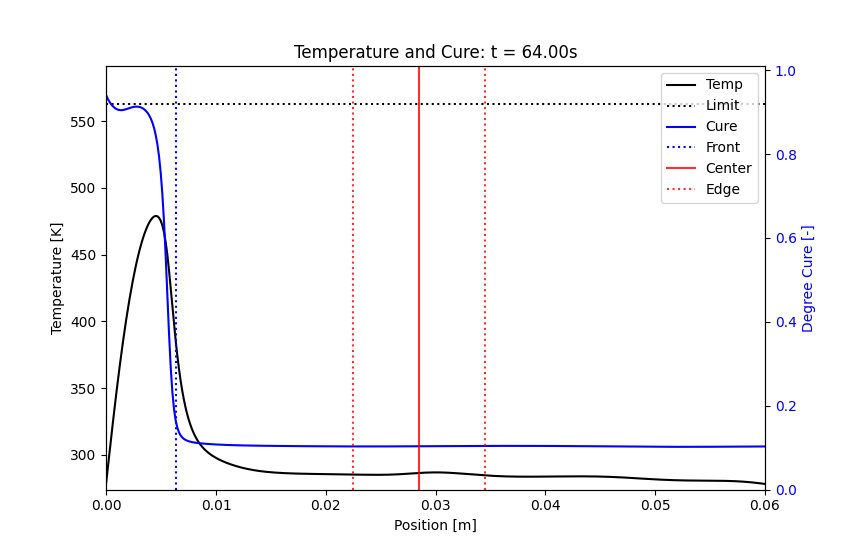 Temperature and Cure: t = 64.00s
Temp
Limit
Cure
Front
Center
Edge
Temperature [K]
550
500
450
400
350
300
1.0
0.8
0.6
0.4
0.2
0.0
Degree Cure [-]
0.00
0.01
0.02
0.03
0.04
0.05
0.06
Position [m]